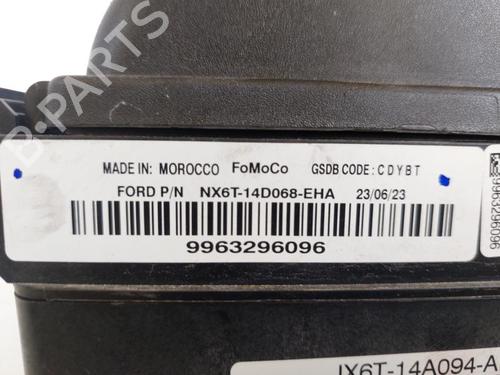 B-PARTS
MADE IN: MOROCCO FoMoCo GSDB CODE: CDYBT
FORD P/N NX6T-14D068-EHA 23/06/23
9963296096
9963296096
JX6T-14A094-A